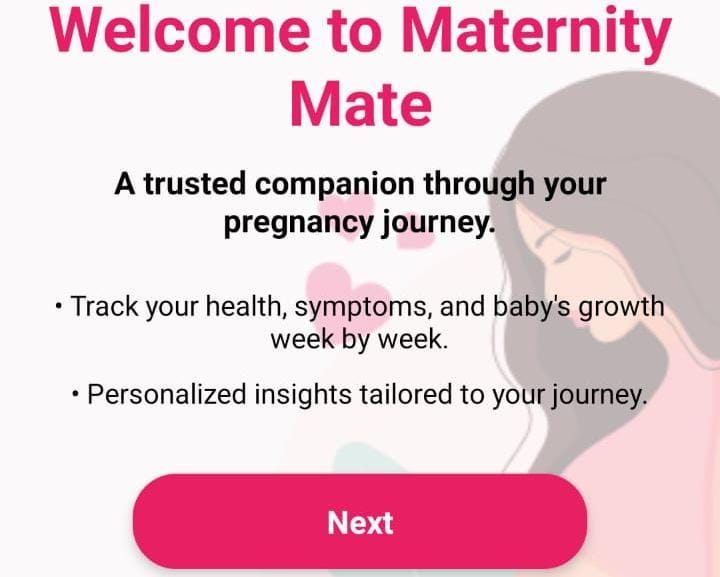 Welcome to Maternity
Mate
A trusted companion through your
pregnancy journey.
• Track your health, symptoms, and baby's growth
week by week.
• Personalized insights tailored to your journey.
Next